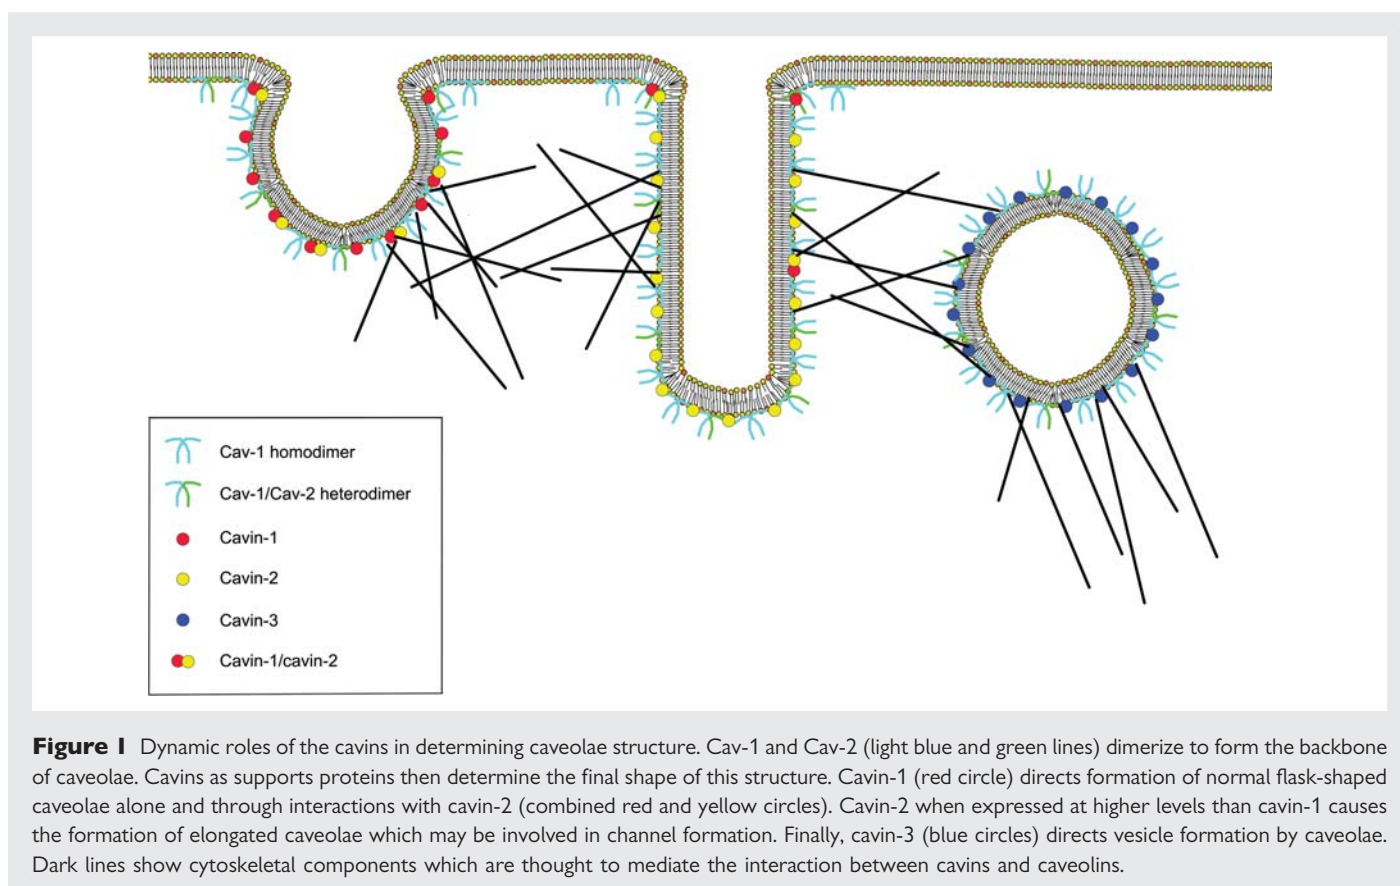 Cav-1 homodimer
Cav-1/Cav-2 heterodimer
Cavin-1
Cavin-2
Cavin-3
Cavin-1/cavin-2
Figure 1 Dynamic roles of the cavins in determining caveolae structure. Cav-1 and Cav-2 (light blue and green lines) dimerize to form the backbone
of caveolae. Cavins as supports proteins then determine the final shape of this structure. Cavin-1 (red circle) directs formation of normal flask-shaped
caveolae alone and through interactions with cavin-2 (combined red and yellow circles). Cavin-2 when expressed at higher levels than cavin-1 causes
the formation of elongated caveolae which may be involved in channel formation. Finally, cavin-3 (blue circles) directs vesicle formation by caveolae.
Dark lines show cytoskeletal components which are thought to mediate the interaction between cavins and caveolins.